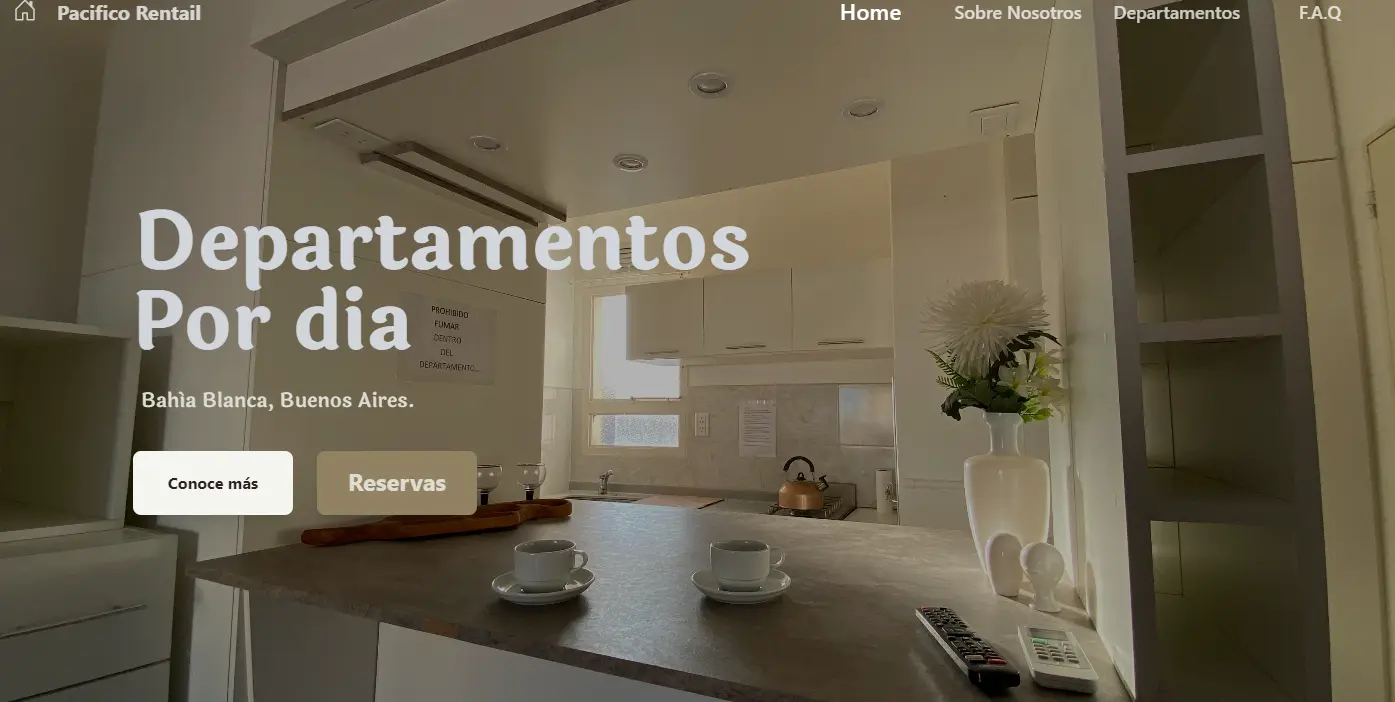 Pacifico Rentail
Home
Sobre Nosotros
Departamentos
F.A.Q
Departamentos
Por dia
PROHIBIDO
FUMAR
DENTRO
DEL
DEPARTAMENTO...
Bahìa Blanca, Buenos Aires.
Conoce más
Reservas